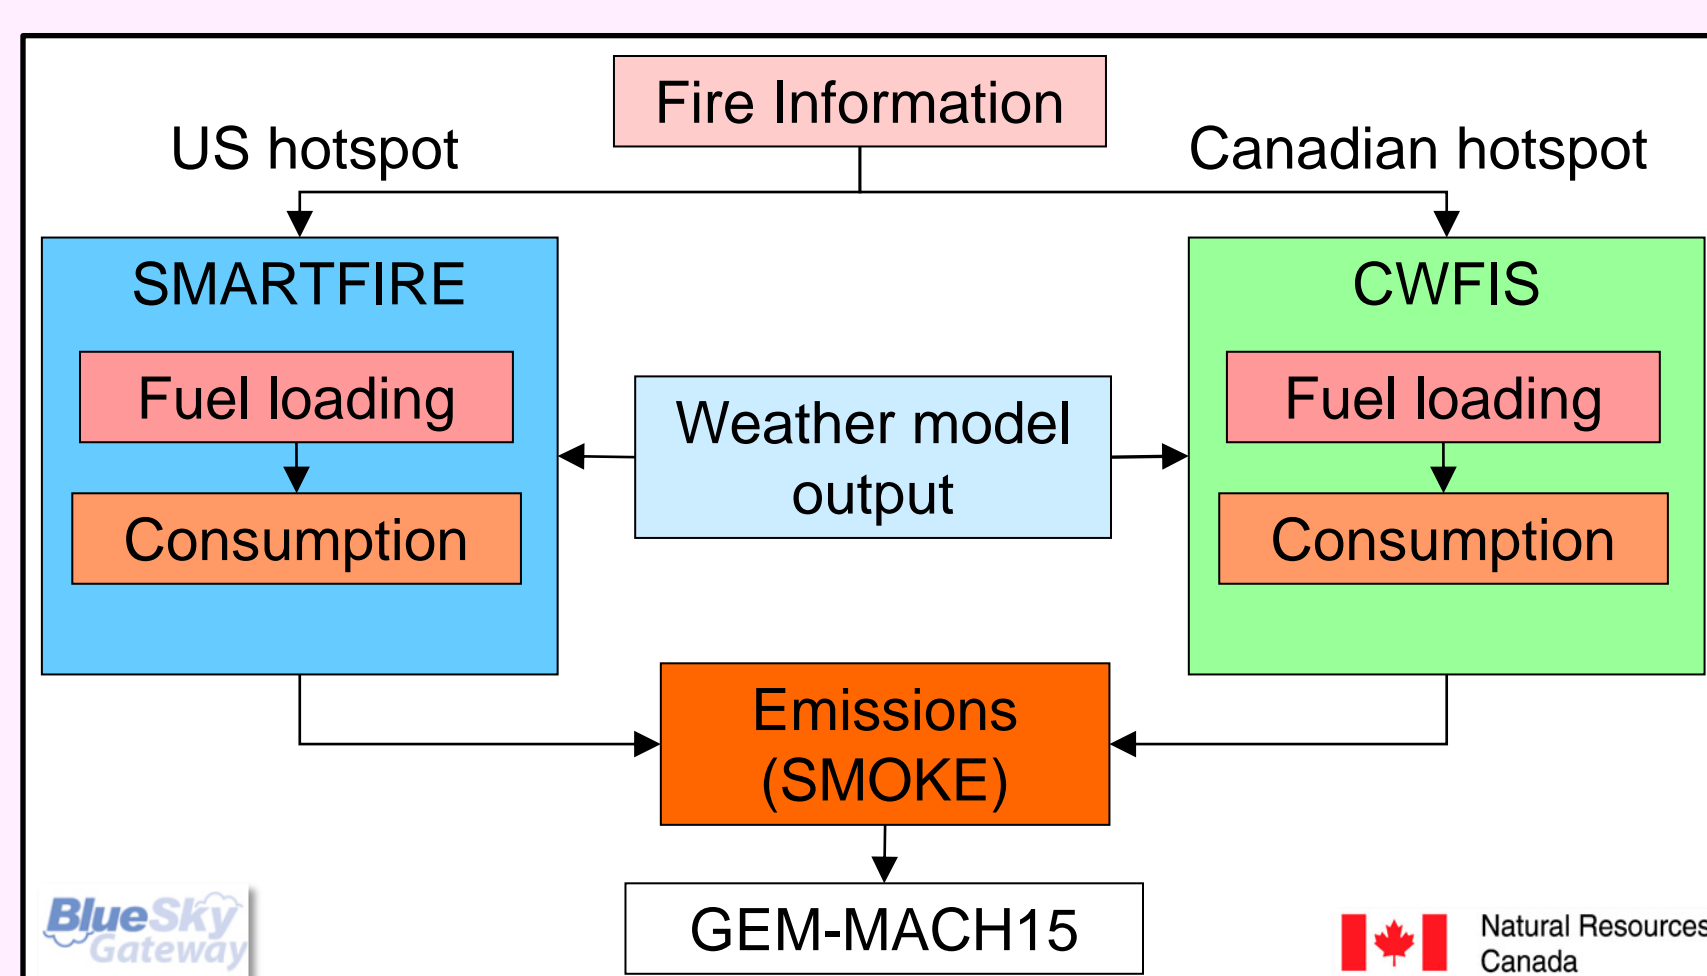 Fire Information
US hotspot
Canadian hotspot
SMARTFIRE
CWFIS
Fuel loading
Weather model
output
Fuel loading
Consumption
Consumption
Emissions
(SMOKE)
GEM-MACH15
BlueSky
Gateway
Natural Resources
Canada